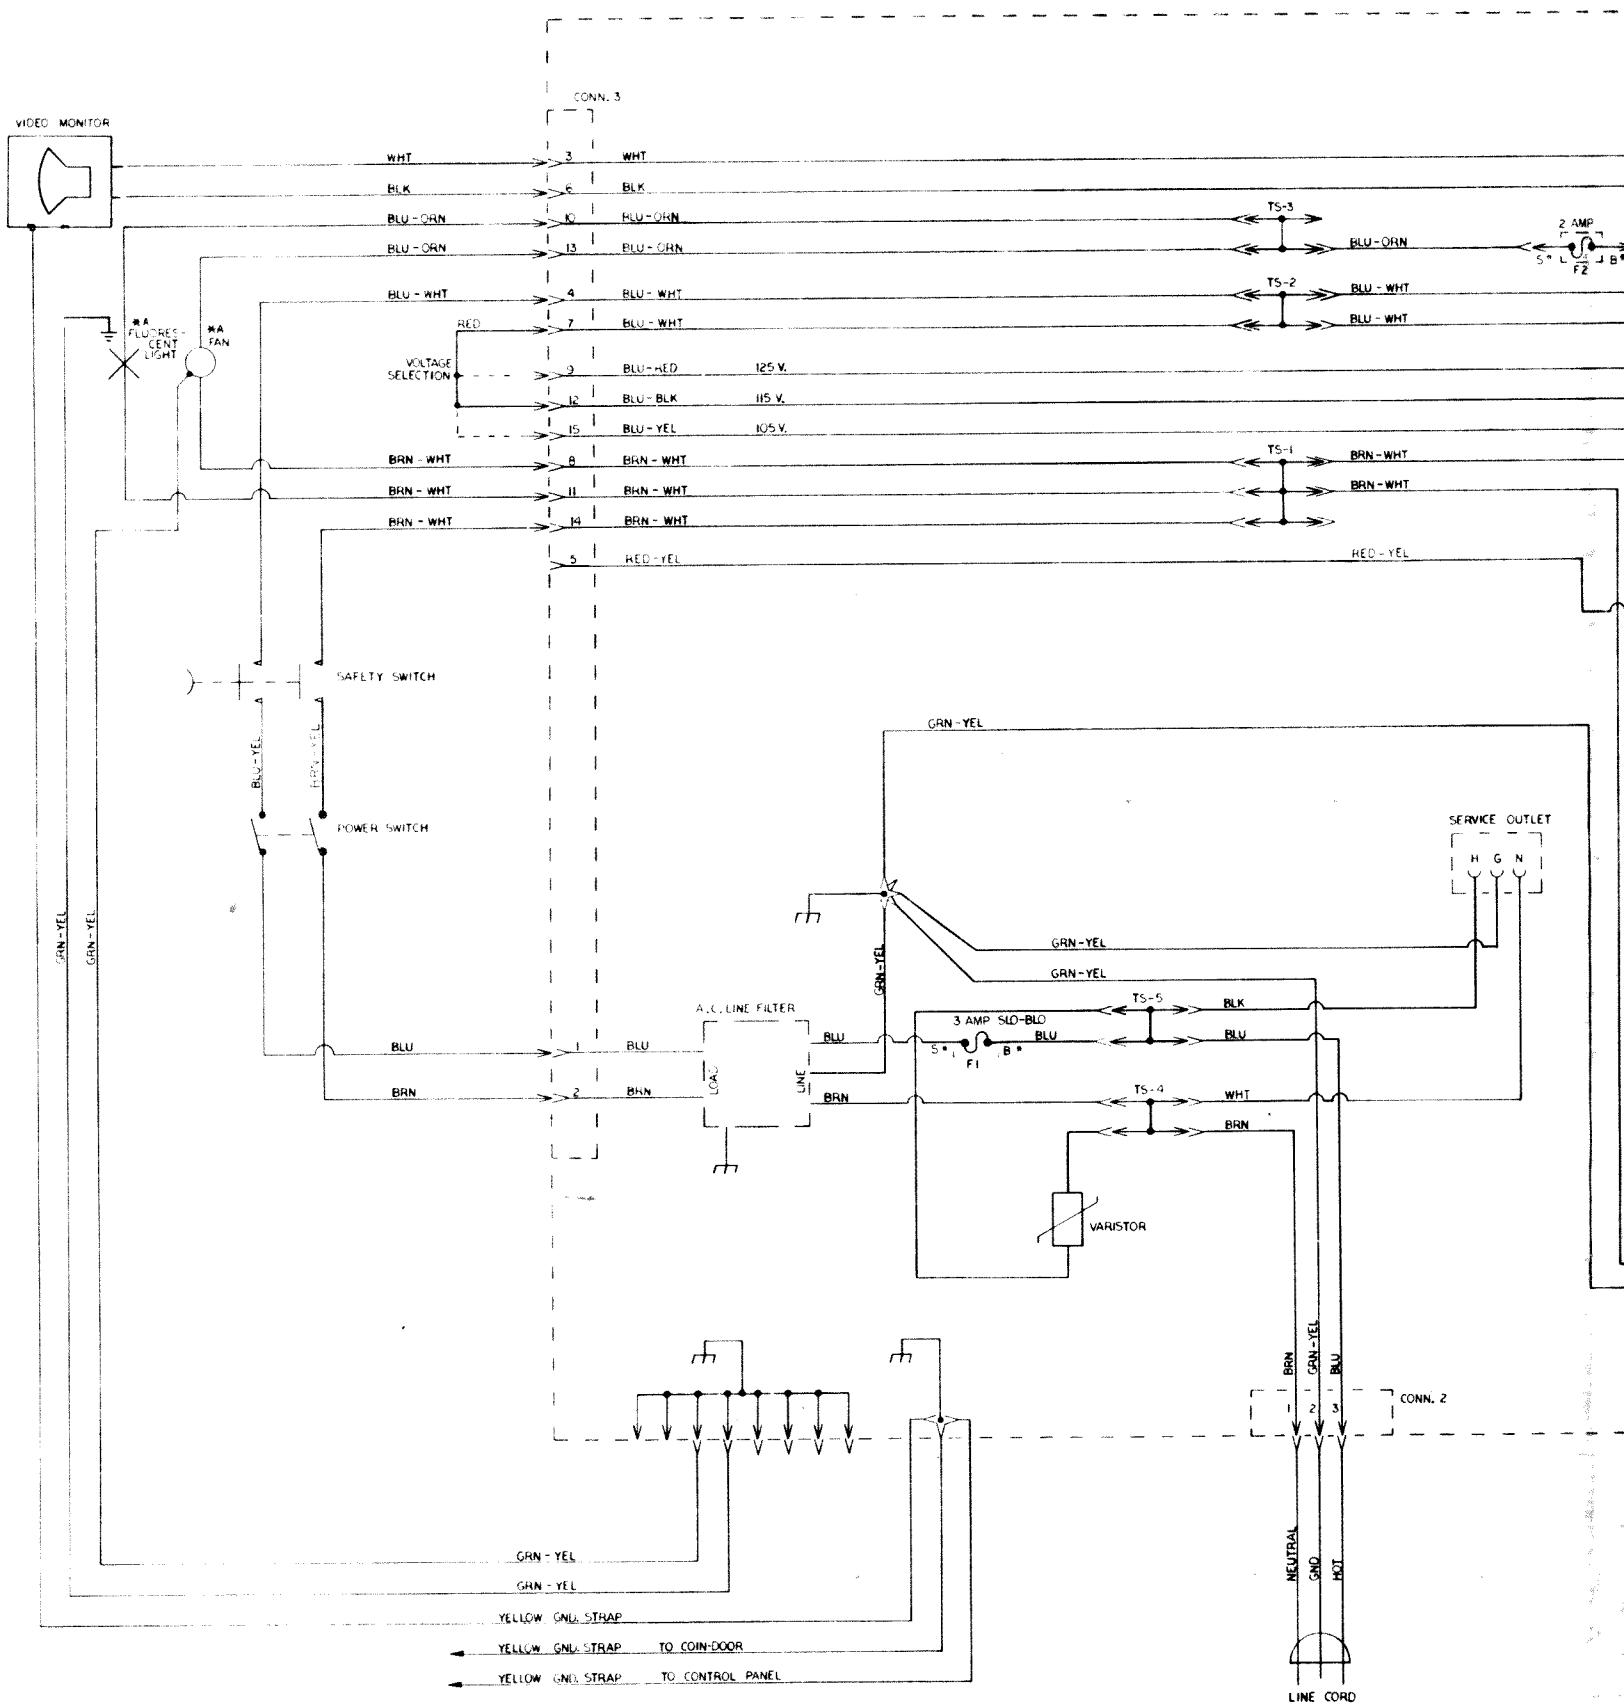 CONN. 3
VIDEO MONITOR
WHT 3 WHT
BLK 6 BLK
BLU-ORN 10 BLU-ORN TS-3
BLU-ORN 13 BLU-ORN BLU-ORN 2 AMP
S* F2 B*
BLU-WHT 4 BLU-WHT TS-2 BLU-WHT
RED 7 BLU-WHT BLU-WHT
*A
FLUORES-
CENT
LIGHT
*A
FAN
VOLTAGE
SELECTION
9 BLU-RED 125 V.
12 BLU-BLK 115 V.
15 BLU-YEL 105 V.
BRN-WHT 8 BRN-WHT TS-1 BRN-WHT
BRN-WHT 11 BRN-WHT BRN-WHT
BRN-WHT 14 BRN-WHT
5 RED-YEL RED-YEL
SAFETY SWITCH
BLU-YEL
BRN-YEL
POWER SWITCH
GRN-YEL
SERVICE OUTLET
H G N
GRN-YEL
GRN-YEL
GRN-YEL
GRN-YEL
GRN-YEL
A.C. LINE FILTER
LOAD
LINE
TS-5 BLK
3 AMP SLO-BLO
BLU 1 BLU BLU S* F1 B* BLU BLU
BRN 2 BRN BRN TS-4 WHT
BRN
VARISTOR
BRN
GRN-YEL
BLU
1 2 3
CONN. 2
NEUTRAL
GND
HOT
GRN-YEL
GRN-YEL
YELLOW GND. STRAP
YELLOW GND. STRAP TO COIN-DOOR
YELLOW GND. STRAP TO CONTROL PANEL
LINE CORD